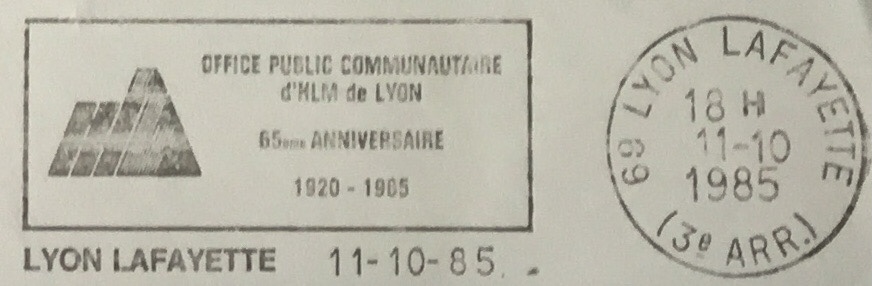 OFFICE PUBLIC COMMUNAUTAIRE
d'HLM de LYON
65ème ANNIVERSAIRE
1920 - 1985
LYON LAFAYETTE 11-10-85
69 LYON LAFAYETTE
18 H
11-10
1985
(3e ARR.)